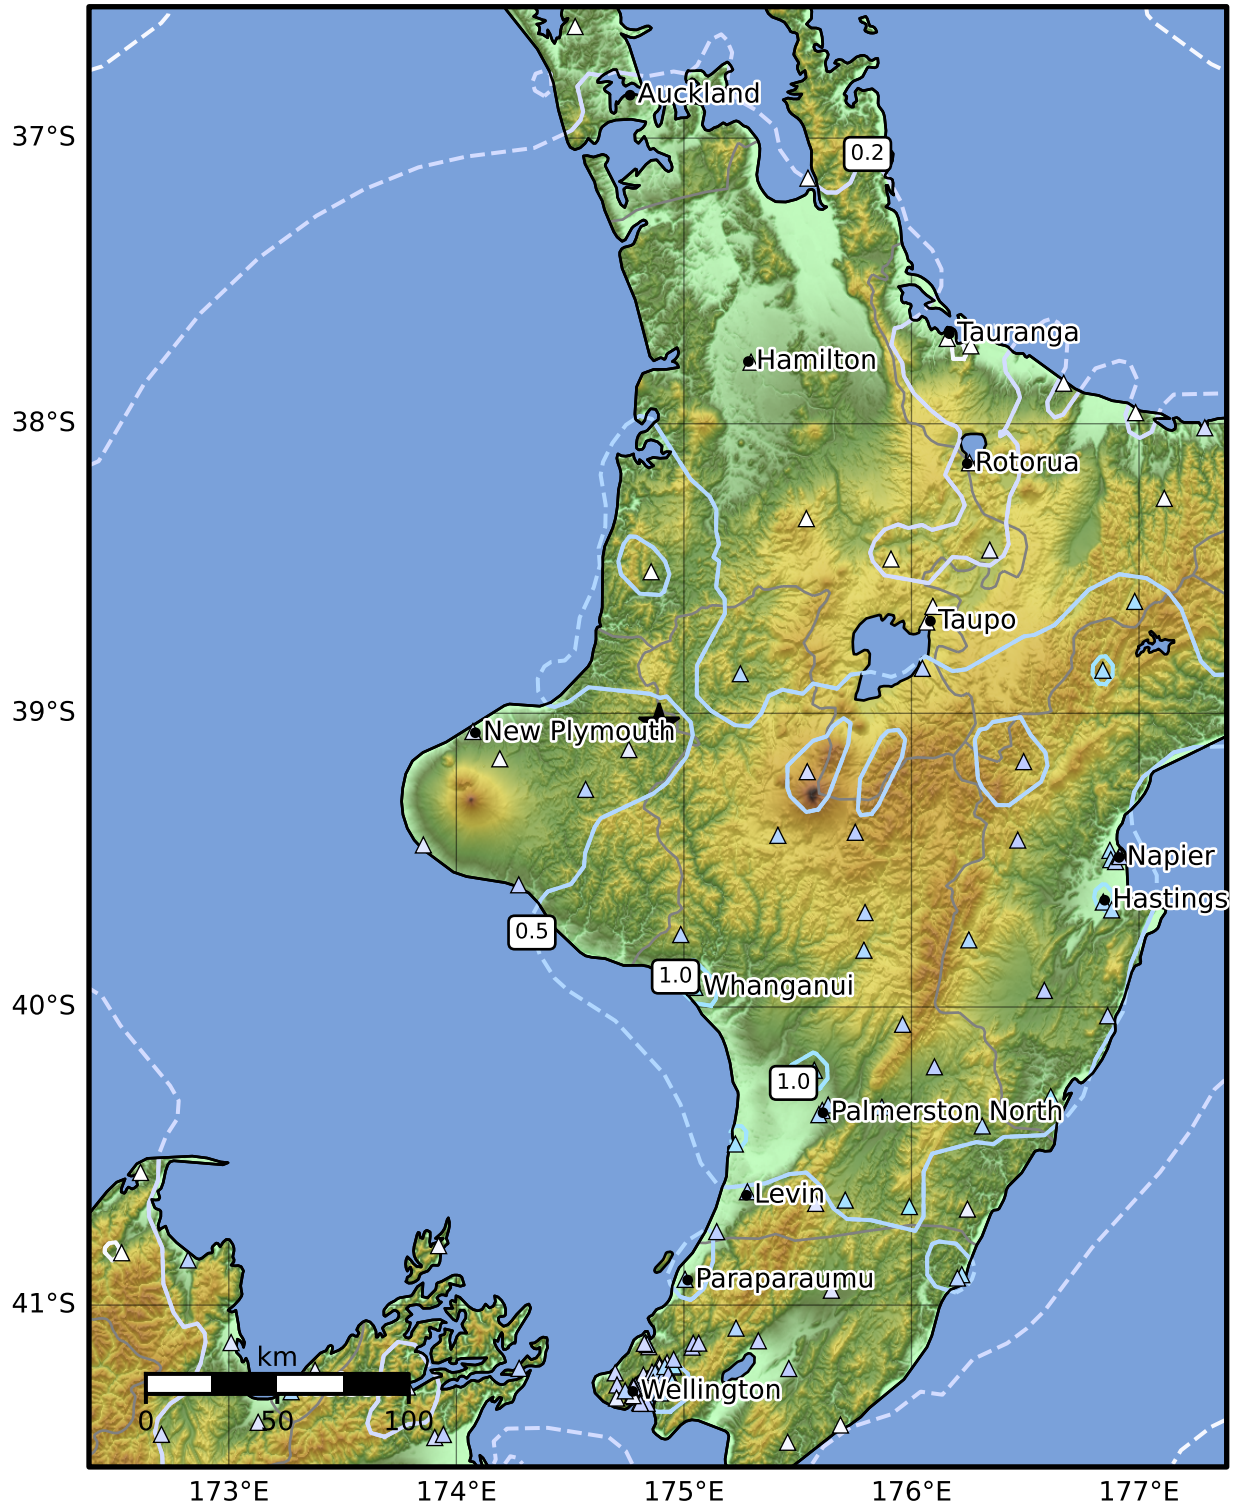 Auckland
37°S
0.2
Tauranga
Hamilton
38°S
Rotorua
Taupo
39°S
New Plymouth
Napier
Hastings
0.5
1.0
Whanganui
40°S
1.0
Palmerston North
Levin
Paraparaumu
41°S
km
Wellington
0
50
100
173°E
174°E
175°E
176°E
177°E